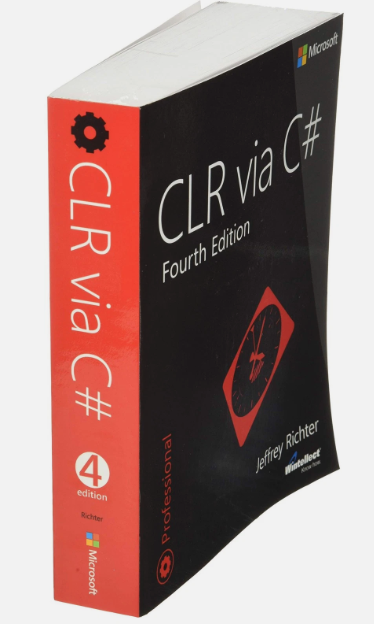 CLR via C#
4
edition
Richter
Microsoft
Microsoft
CLR via C#
Fourth Edition
Jeffrey Richter
Wintellect
Professional